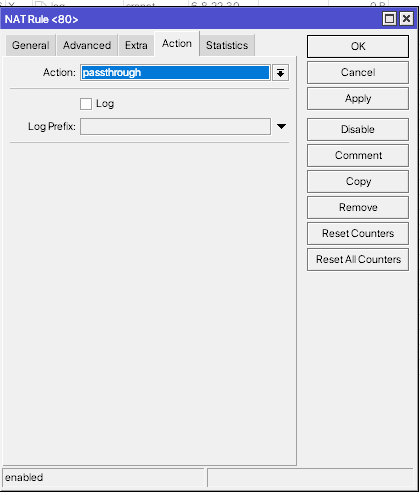 NAT Rule <80>
General Advanced Extra Action Statistics
Action: passthrough
Log
Log Prefix:
OK
Cancel
Apply
Disable
Comment
Copy
Remove
Reset Counters
Reset All Counters
enabled